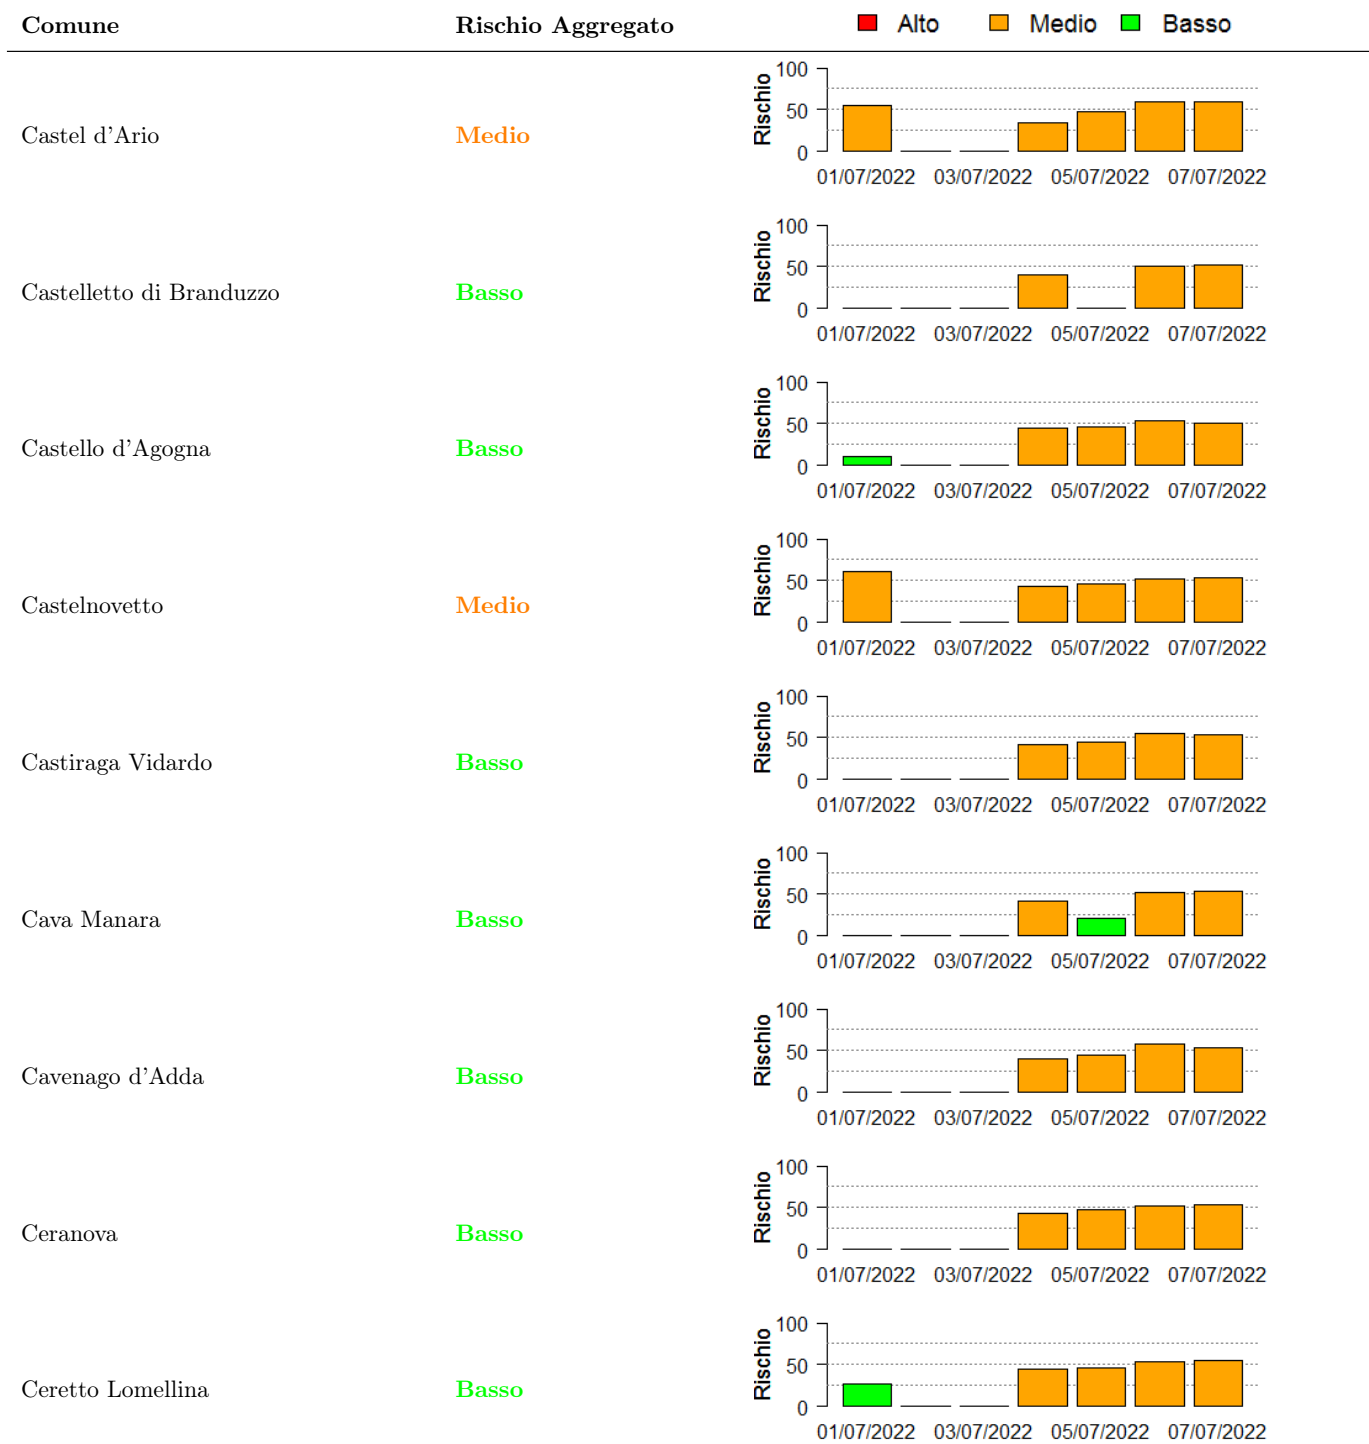 Comune Rischio Aggregato Alto Medio Basso
Castel d'Ario Medio Rischio 100 50 0
01/07/2022 03/07/2022 05/07/2022 07/07/2022
Castelletto di Branduzzo Basso Rischio 100 50 0
01/07/2022 03/07/2022 05/07/2022 07/07/2022
Castello d'Agogna Basso Rischio 100 50 0
01/07/2022 03/07/2022 05/07/2022 07/07/2022
Castelnovetto Medio Rischio 100 50 0
01/07/2022 03/07/2022 05/07/2022 07/07/2022
Castiraga Vidardo Basso Rischio 100 50 0
01/07/2022 03/07/2022 05/07/2022 07/07/2022
Cava Manara Basso Rischio 100 50 0
01/07/2022 03/07/2022 05/07/2022 07/07/2022
Cavenago d'Adda Basso Rischio 100 50 0
01/07/2022 03/07/2022 05/07/2022 07/07/2022
Ceranova Basso Rischio 100 50 0
01/07/2022 03/07/2022 05/07/2022 07/07/2022
Ceretto Lomellina Basso Rischio 100 50 0
01/07/2022 03/07/2022 05/07/2022 07/07/2022